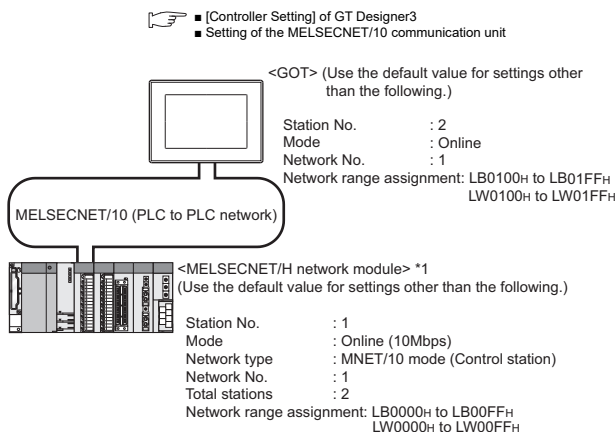 ■ [Controller Setting] of GT Designer3
■ Setting of the MELSECNET/10 communication unit
<GOT> (Use the default value for settings other
than the following.)
Station No. : 2
Mode : Online
Network No. : 1
Network range assignment: LB0100H to LB01FFH
LW0100H to LW01FFH
MELSECNET/10 (PLC to PLC network)
<MELSECNET/H network module> *1
(Use the default value for settings other than the following.)
Station No. : 1
Mode : Online (10Mbps)
Network type : MNET/10 mode (Control station)
Network No. : 1
Total stations : 2
Network range assignment: LB0000H to LB00FFH
LW0000H to LW00FFH